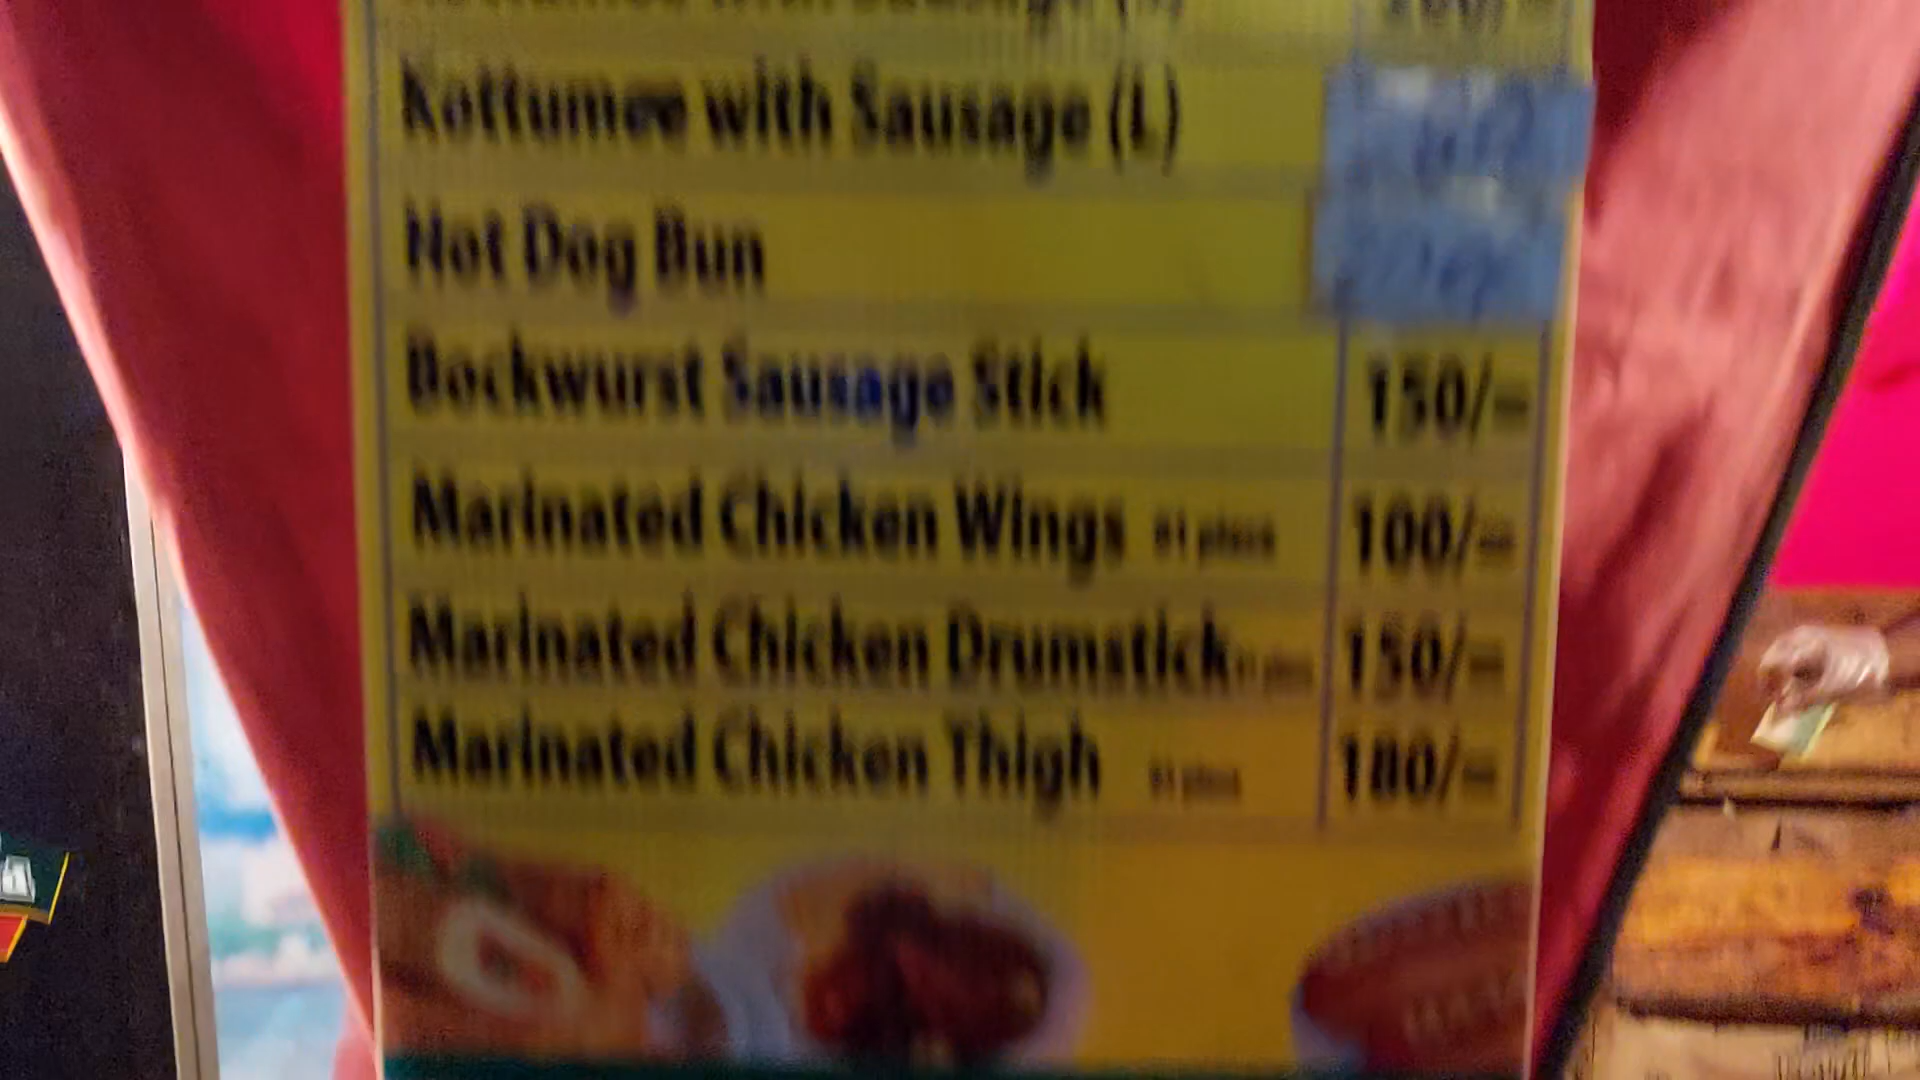 Kottumee with Sausage (L)
Hot Dog Bun
Bockwurst Sausage Stick 150/=
Marinated Chicken Wings 100/=
Marinated Chicken Drumstick 150/=
Marinated Chicken Thigh 180/=